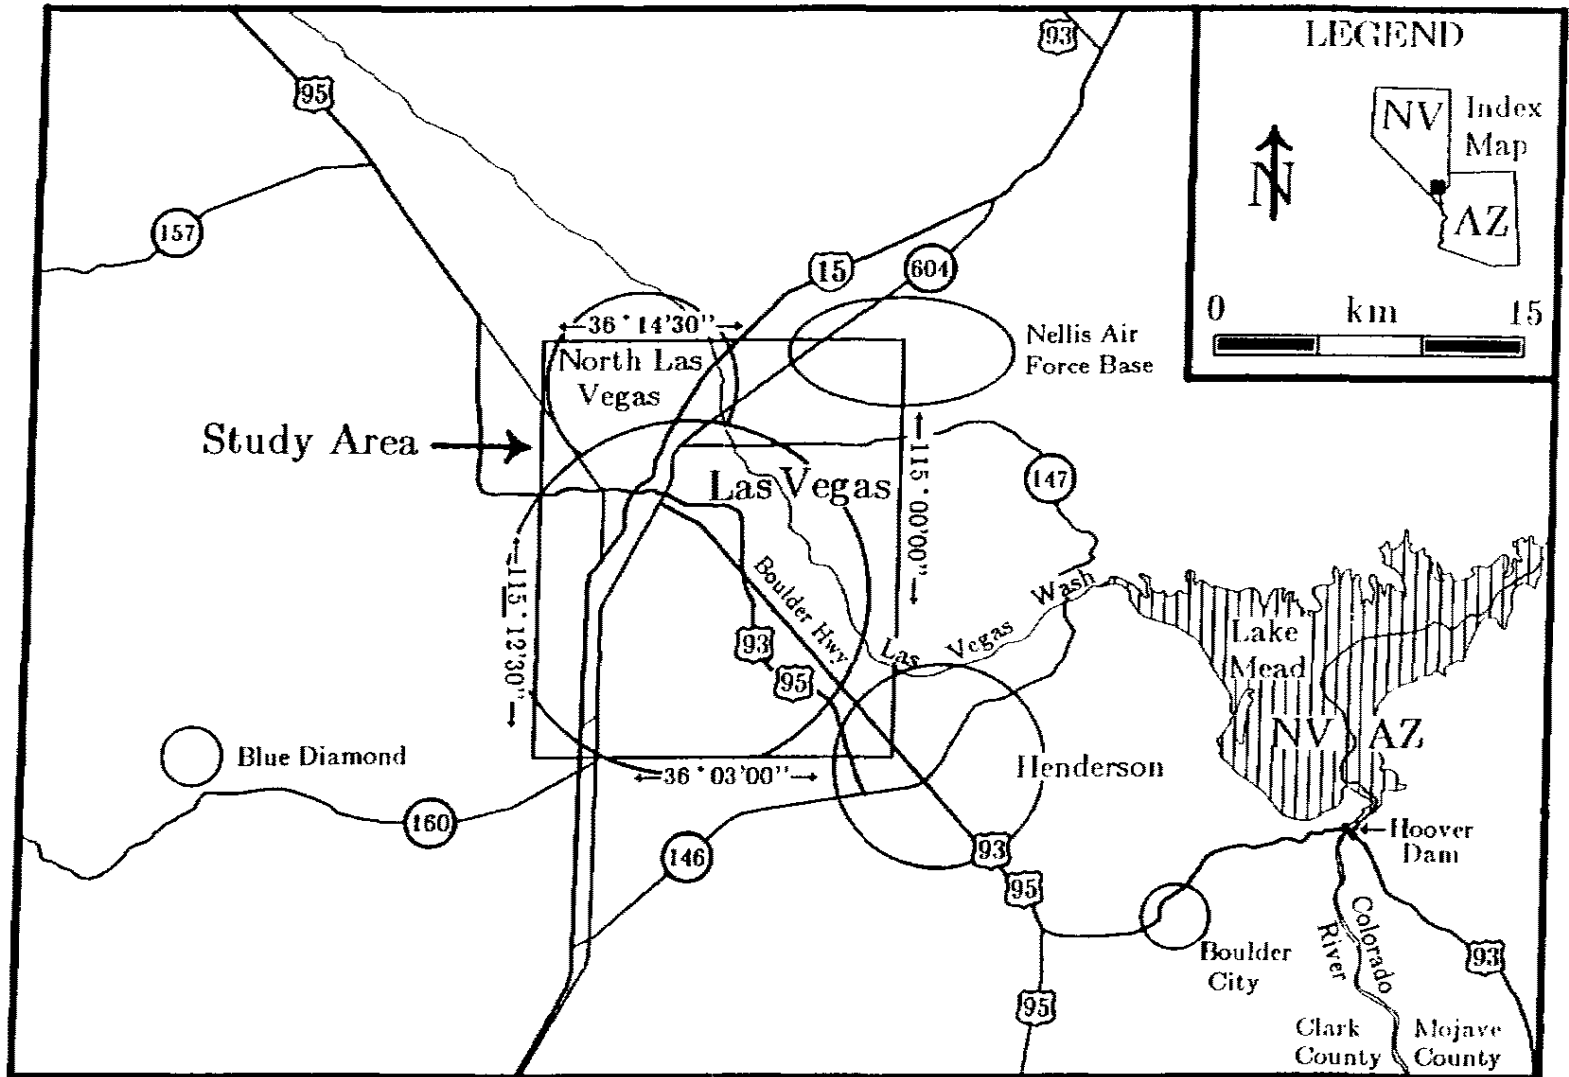 93
LEGEND
95
NV
Index
Map
N
AZ
157
15
604
0 km 15
36°14'30"
Nellis Air
Force Base
North Las
Vegas
Study Area
115°00'00"
147
Las Vegas
115°12'30"
Boulder Hwy
Las Vegas Wash
93
95
Lake
Mead
NV AZ
Blue Diamond
36°03'00"
Henderson
160
146
93
Hoover
Dam
95
Boulder
City
Colorado
River
93
95
Clark
County
Mojave
County